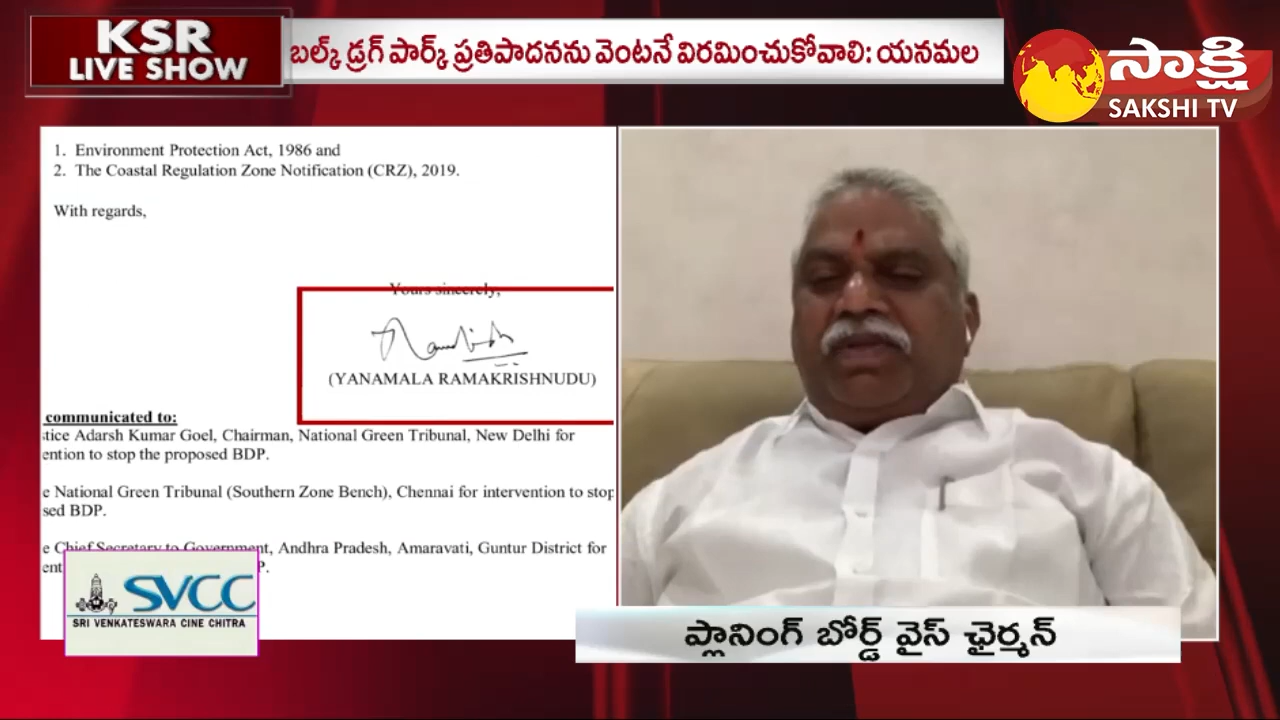 KSR
LIVE SHOW
బల్క్ డ్రగ్ పార్క్ ప్రతిపాదనను వెంటనే విరమించుకోవాలి: యనమల
సాక్షి
SAKSHI TV
1. Environment Protection Act, 1986 and
2. The Coastal Regulation Zone Notification (CRZ), 2019.
With regards,
Yours sincerely,
(YANAMALA RAMAKRISHNUDU)
communicated to:
tice Adarsh Kumar Goel, Chairman, National Green Tribunal, New Delhi for
ention to stop the proposed BDP.
e National Green Tribunal (Southern Zone Bench), Chennai for intervention to stop
sed BDP.
e Chief Secretary to Government, Andhra Pradesh, Amaravati, Guntur District for
ent
P.
SVCC
SRI VENKATESWARA CINE CHITRA
ప్లానింగ్ బోర్డ్ వైస్ ఛైర్మన్